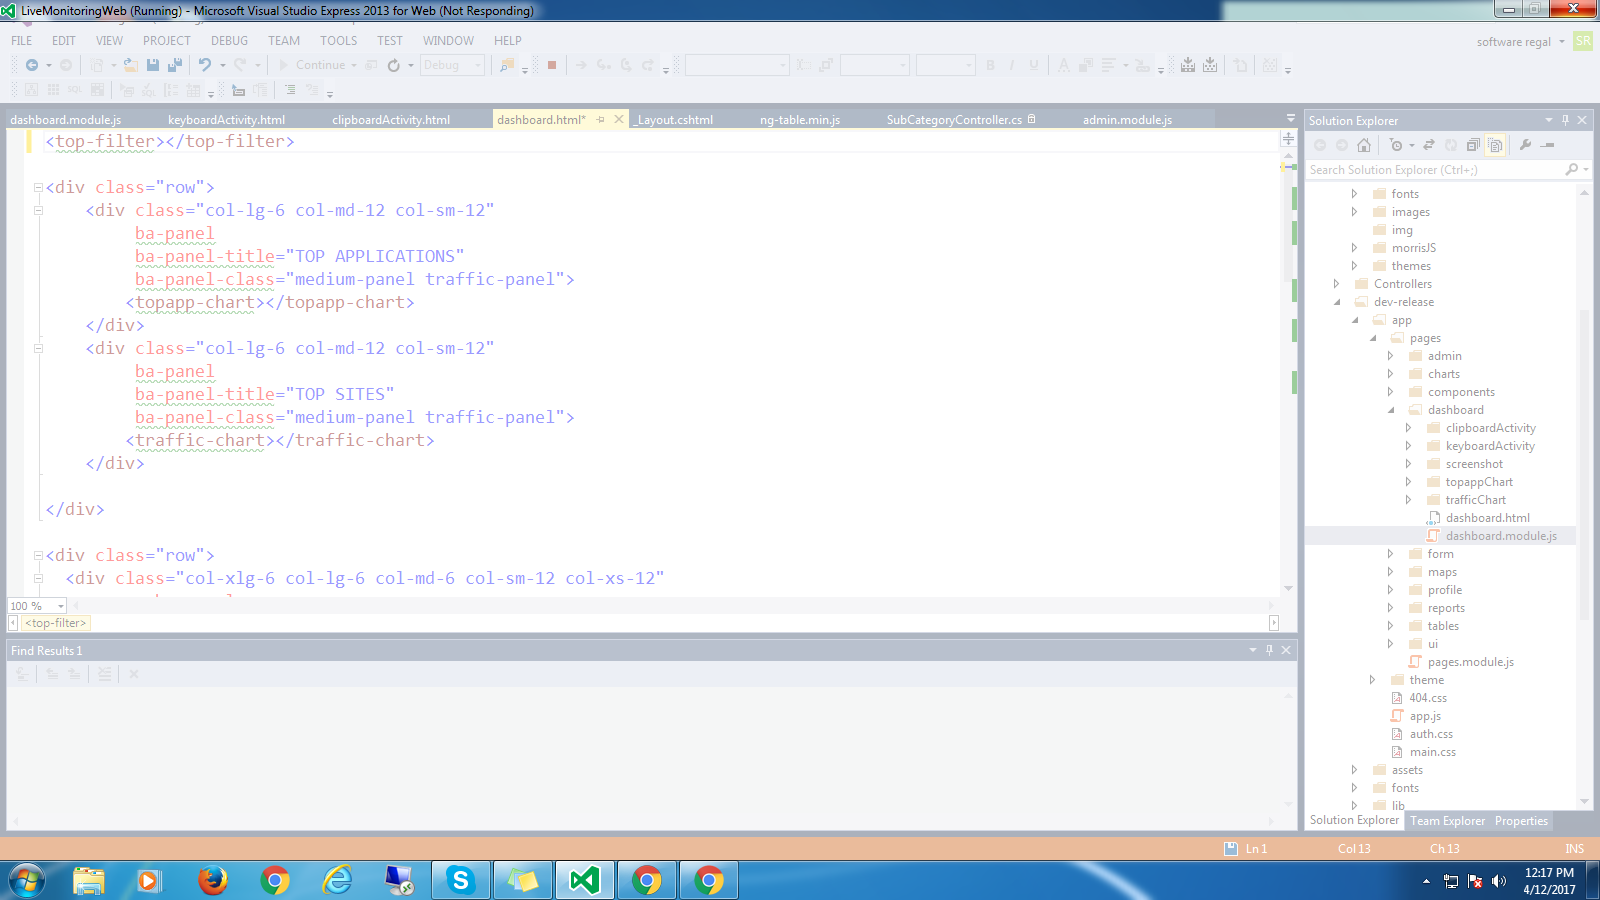 LiveMonitoringWeb (Running) - Microsoft Visual Studio Express 2013 for Web (Not Responding)
FILE EDIT VIEW PROJECT DEBUG TEAM TOOLS TEST WINDOW HELP
software regal SR
Continue Debug
dashboard.module.js keyboardActivity.html clipboardActivity.html dashboard.html* _Layout.cshtml ng-table.min.js SubCategoryController.cs admin.module.js
<top-filter></top-filter>
<div class="row">
<div class="col-lg-6 col-md-12 col-sm-12"
ba-panel
ba-panel-title="TOP APPLICATIONS"
ba-panel-class="medium-panel traffic-panel">
<topapp-chart></topapp-chart>
</div>
<div class="col-lg-6 col-md-12 col-sm-12"
ba-panel
ba-panel-title="TOP SITES"
ba-panel-class="medium-panel traffic-panel">
<traffic-chart></traffic-chart>
</div>
</div>
<div class="row">
<div class="col-xlg-6 col-lg-6 col-md-6 col-sm-12 col-xs-12"
100 %
<top-filter>
Find Results 1
Solution Explorer
Search Solution Explorer (Ctrl+;)
fonts
images
img
morrisJS
themes
Controllers
dev-release
app
pages
admin
charts
components
dashboard
clipboardActivity
keyboardActivity
screenshot
topappChart
trafficChart
dashboard.html
dashboard.module.js
form
maps
profile
reports
tables
ui
pages.module.js
theme
404.css
app.js
auth.css
main.css
assets
fonts
lib
Solution Explorer Team Explorer Properties
Ln 1 Col 13 Ch 13 INS
12:17 PM
4/12/2017